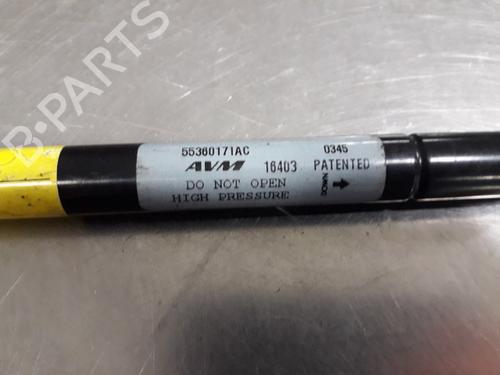 B-PARTS
55360171AC 0345
AVM 16403 PATENTED
DO NOT OPEN
HIGH PRESSURE